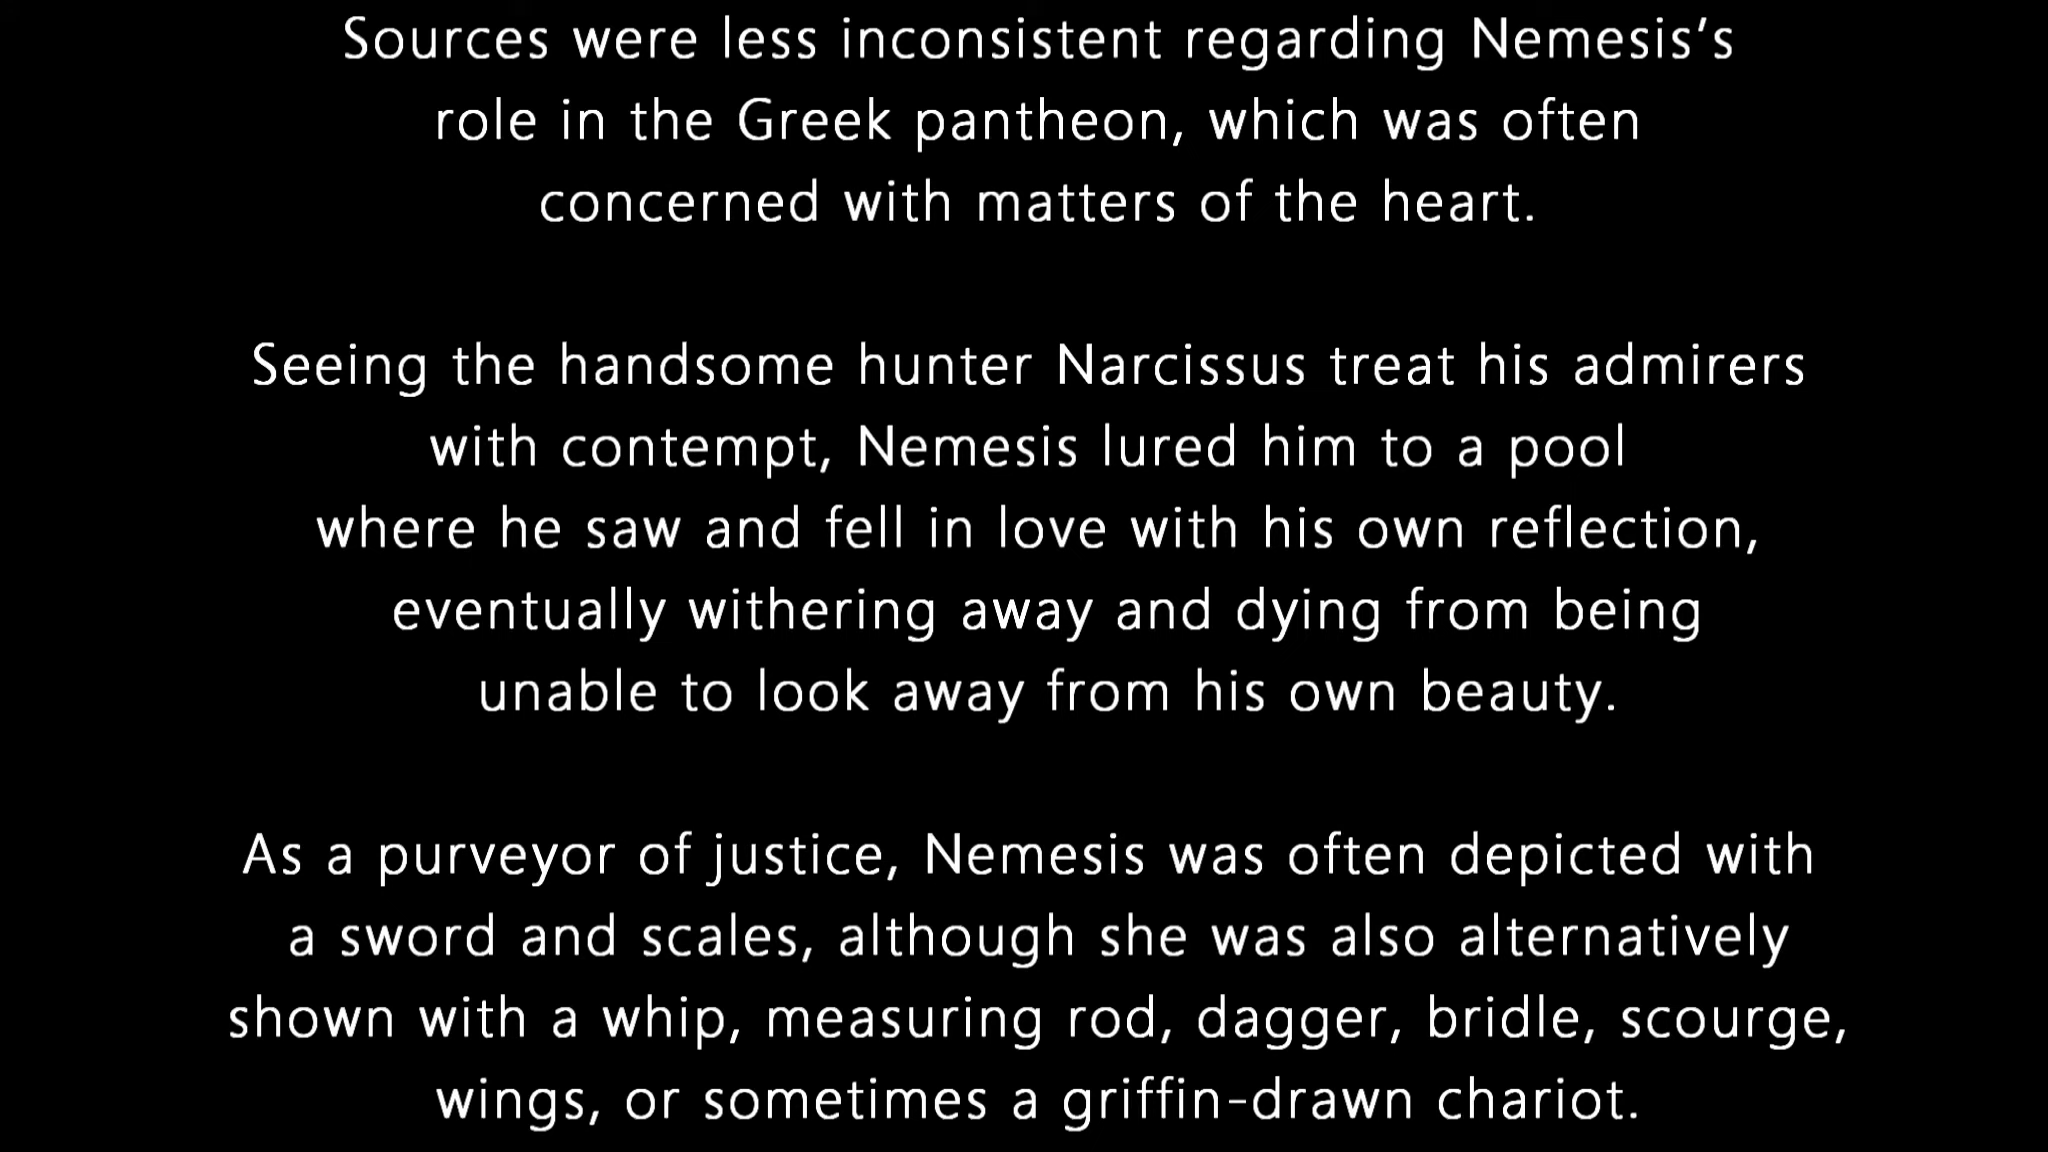 Sources were less inconsistent regarding Nemesis’s
role in the Greek pantheon, which was often
concerned with matters of the heart.
Seeing the handsome hunter Narcissus treat his admirers
with contempt, Nemesis lured him to a pool
where he saw and fell in love with his own reflection,
eventually withering away and dying from being
unable to look away from his own beauty.
As a purveyor of justice, Nemesis was often depicted with
a sword and scales, although she was also alternatively
shown with a whip, measuring rod, dagger, bridle, scourge,
wings, or sometimes a griffin-drawn chariot.